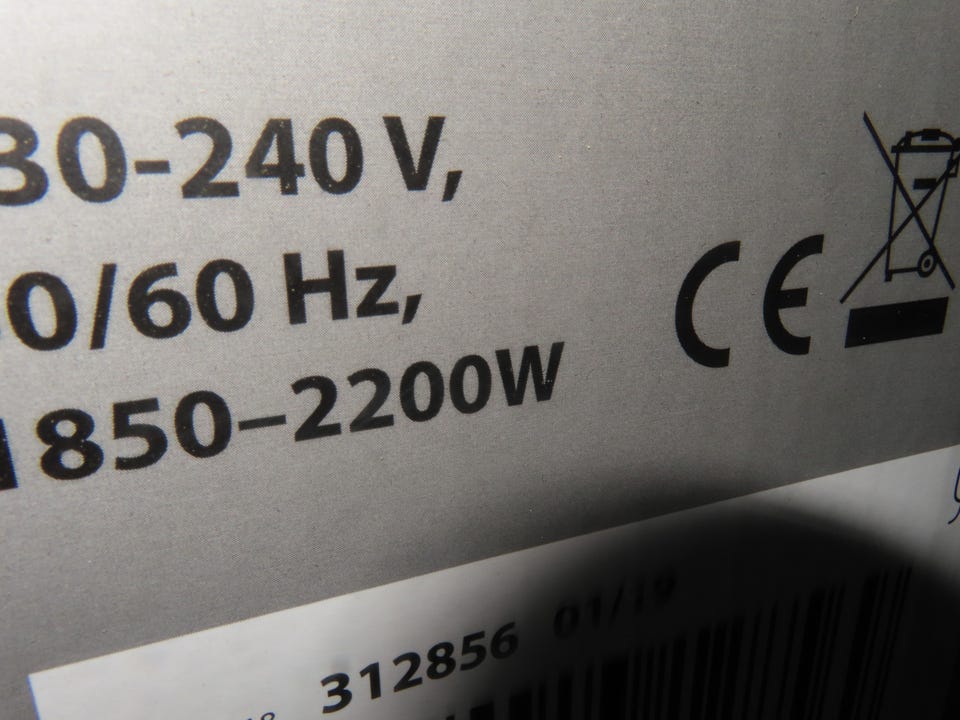 30-240 V,
0/60 Hz,
1850–2200W
CE
312856 01/19